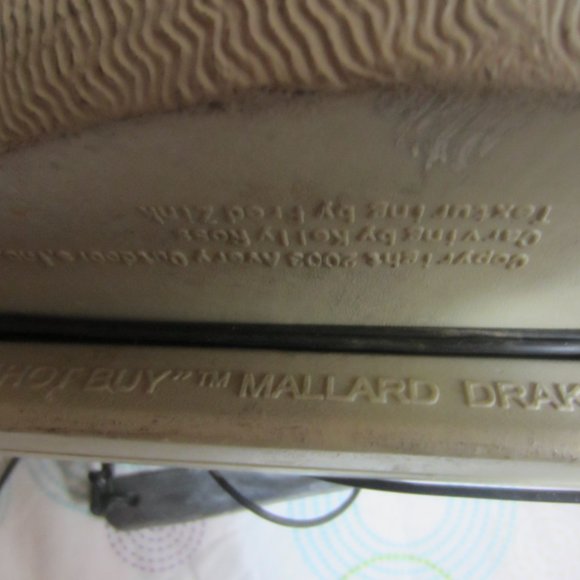 Copyright 2003 Avery Outdoors Inc
Carving by Kelly Ross
Texturing by Fred Zink
HOT BUY"™ MALLARD DRAK